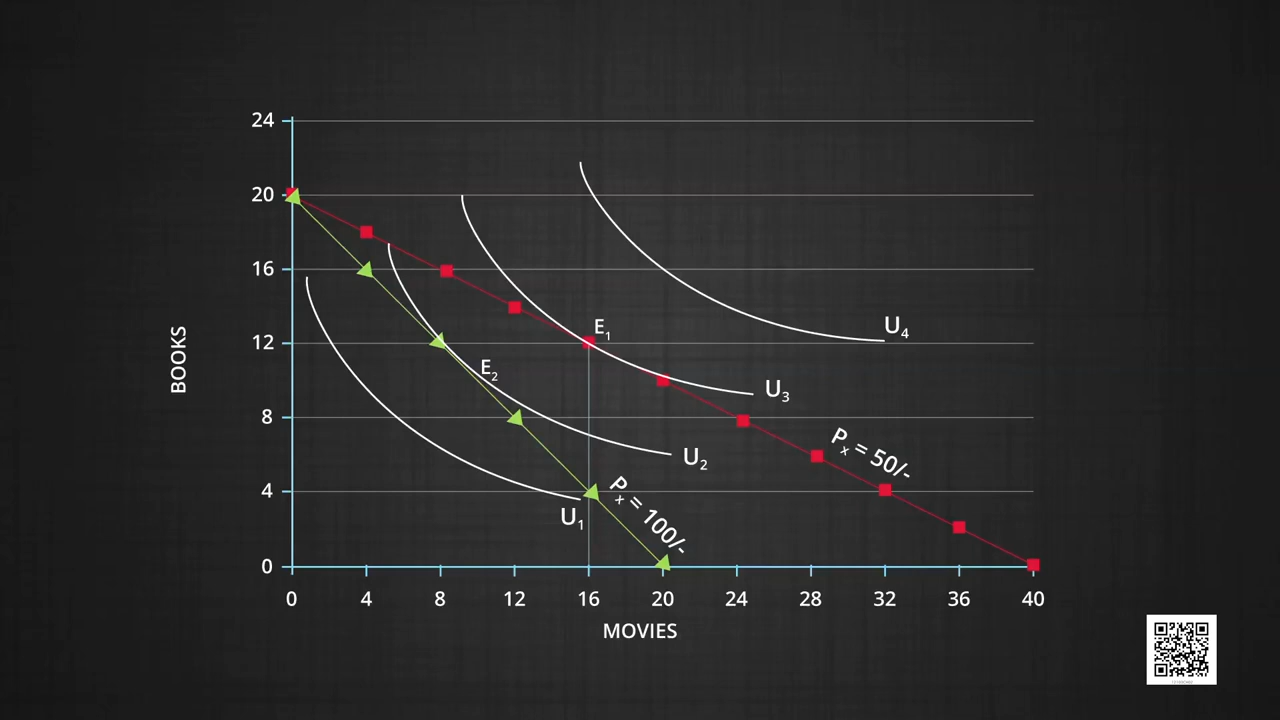 24
20
16
12
8
4
0
BOOKS
0 4 8 12 16 20 24 28 32 36 40
MOVIES
E₁
E₂
U₁
U₂
U₃
U₄
Pₓ = 50/-
Pₓ = 100/-